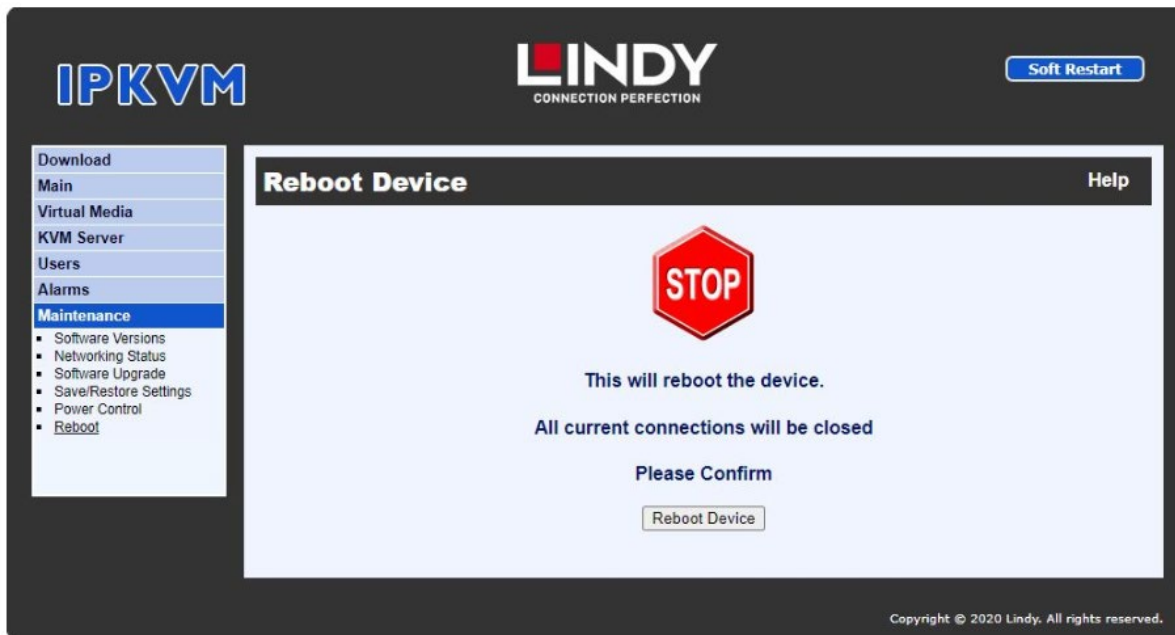 IPKVM
LINDY
CONNECTION PERFECTION
Soft Restart
Download
Main
Virtual Media
KVM Server
Users
Alarms
Maintenance
Software Versions
Networking Status
Software Upgrade
Save/Restore Settings
Power Control
Reboot
Reboot Device
Help
STOP
This will reboot the device.
All current connections will be closed
Please Confirm
Reboot Device
Copyright © 2020 Lindy. All rights reserved.